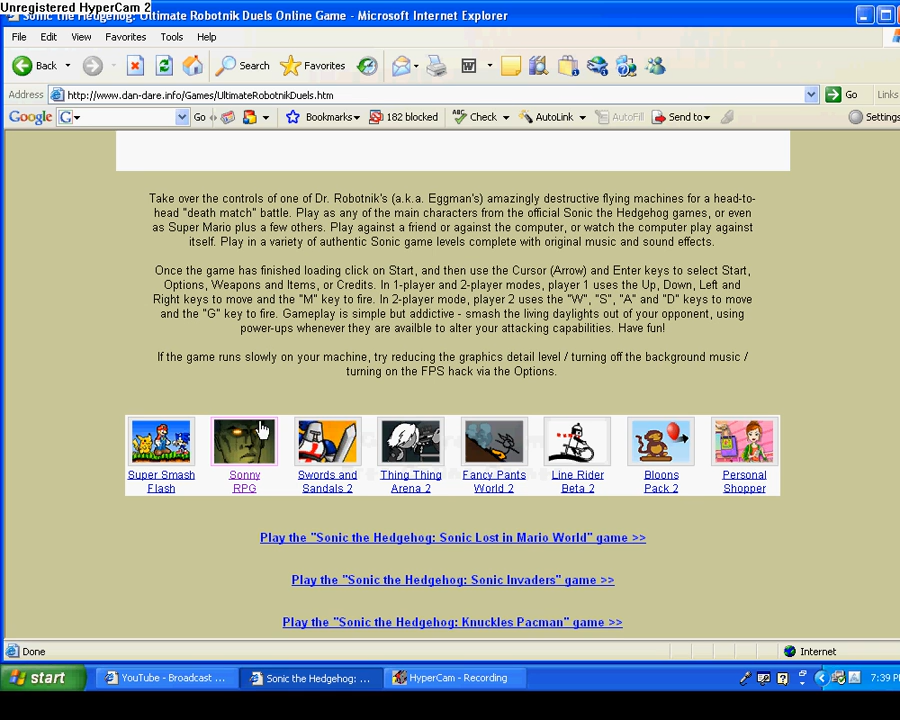 Unregistered HyperCam 2
Sonic the Hedgehog: Ultimate Robotnik Duels Online Game - Microsoft Internet Explorer
File Edit View Favorites Tools Help
Back Search Favorites
Address http://www.dan-dare.info/Games/UltimateRobotnikDuels.htm Go Links
Google G Go Bookmarks 182 blocked Check AutoLink AutoFill Send to Settings
Take over the controls of one of Dr. Robotnik's (a.k.a. Eggman's) amazingly destructive flying machines for a head-to-
head "death match" battle. Play as any of the main characters from the official Sonic the Hedgehog games, or even
as Super Mario plus a few others. Play against a friend or against the computer, or watch the computer play against
itself. Play in a variety of authentic Sonic game levels complete with original music and sound effects.
Once the game has finished loading click on Start, and then use the Cursor (Arrow) and Enter keys to select Start,
Options, Weapons and Items, or Credits. In 1-player and 2-player modes, player 1 uses the Up, Down, Left and
Right keys to move and the "M" key to fire. In 2-player mode, player 2 uses the "W", "S", "A" and "D" keys to move
and the "G" key to fire. Gameplay is simple but addictive - smash the living daylights out of your opponent, using
power-ups whenever they are availble to alter your attacking capabilities. Have fun!
If the game runs slowly on your machine, try reducing the graphics detail level / turning off the background music /
turning on the FPS hack via the Options.
Super Smash Flash
Sonny RPG
Swords and Sandals 2
Thing Thing Arena 2
Fancy Pants World 2
Line Rider Beta 2
Bloons Pack 2
Personal Shopper
Play the "Sonic the Hedgehog: Sonic Lost in Mario World" game >>
Play the "Sonic the Hedgehog: Sonic Invaders" game >>
Play the "Sonic the Hedgehog: Knuckles Pacman" game >>
Done Internet
start YouTube - Broadcast ... Sonic the Hedgehog: ... HyperCam - Recording 7:39